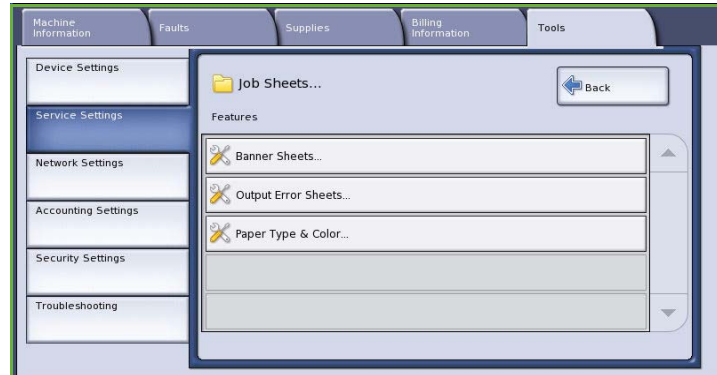 Machine
Information
Faults
Supplies
Billing
Information
Tools
Device Settings
Service Settings
Network Settings
Accounting Settings
Security Settings
Troubleshooting
Job Sheets...
Back
Features
Banner Sheets...
Output Error Sheets...
Paper Type & Color...